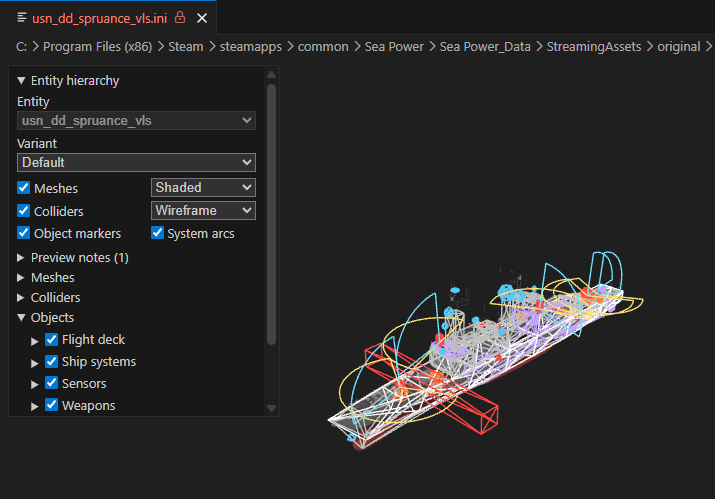 usn_dd_spruance_vls.ini
C: > Program Files (x86) > Steam > steamapps > common > Sea Power > Sea Power_Data > StreamingAssets > original >
Entity hierarchy
Entity
usn_dd_spruance_vls
Variant
Default
Meshes Shaded
Colliders Wireframe
Object markers System arcs
Preview notes (1)
Meshes
Colliders
Objects
Flight deck
Ship systems
Sensors
Weapons